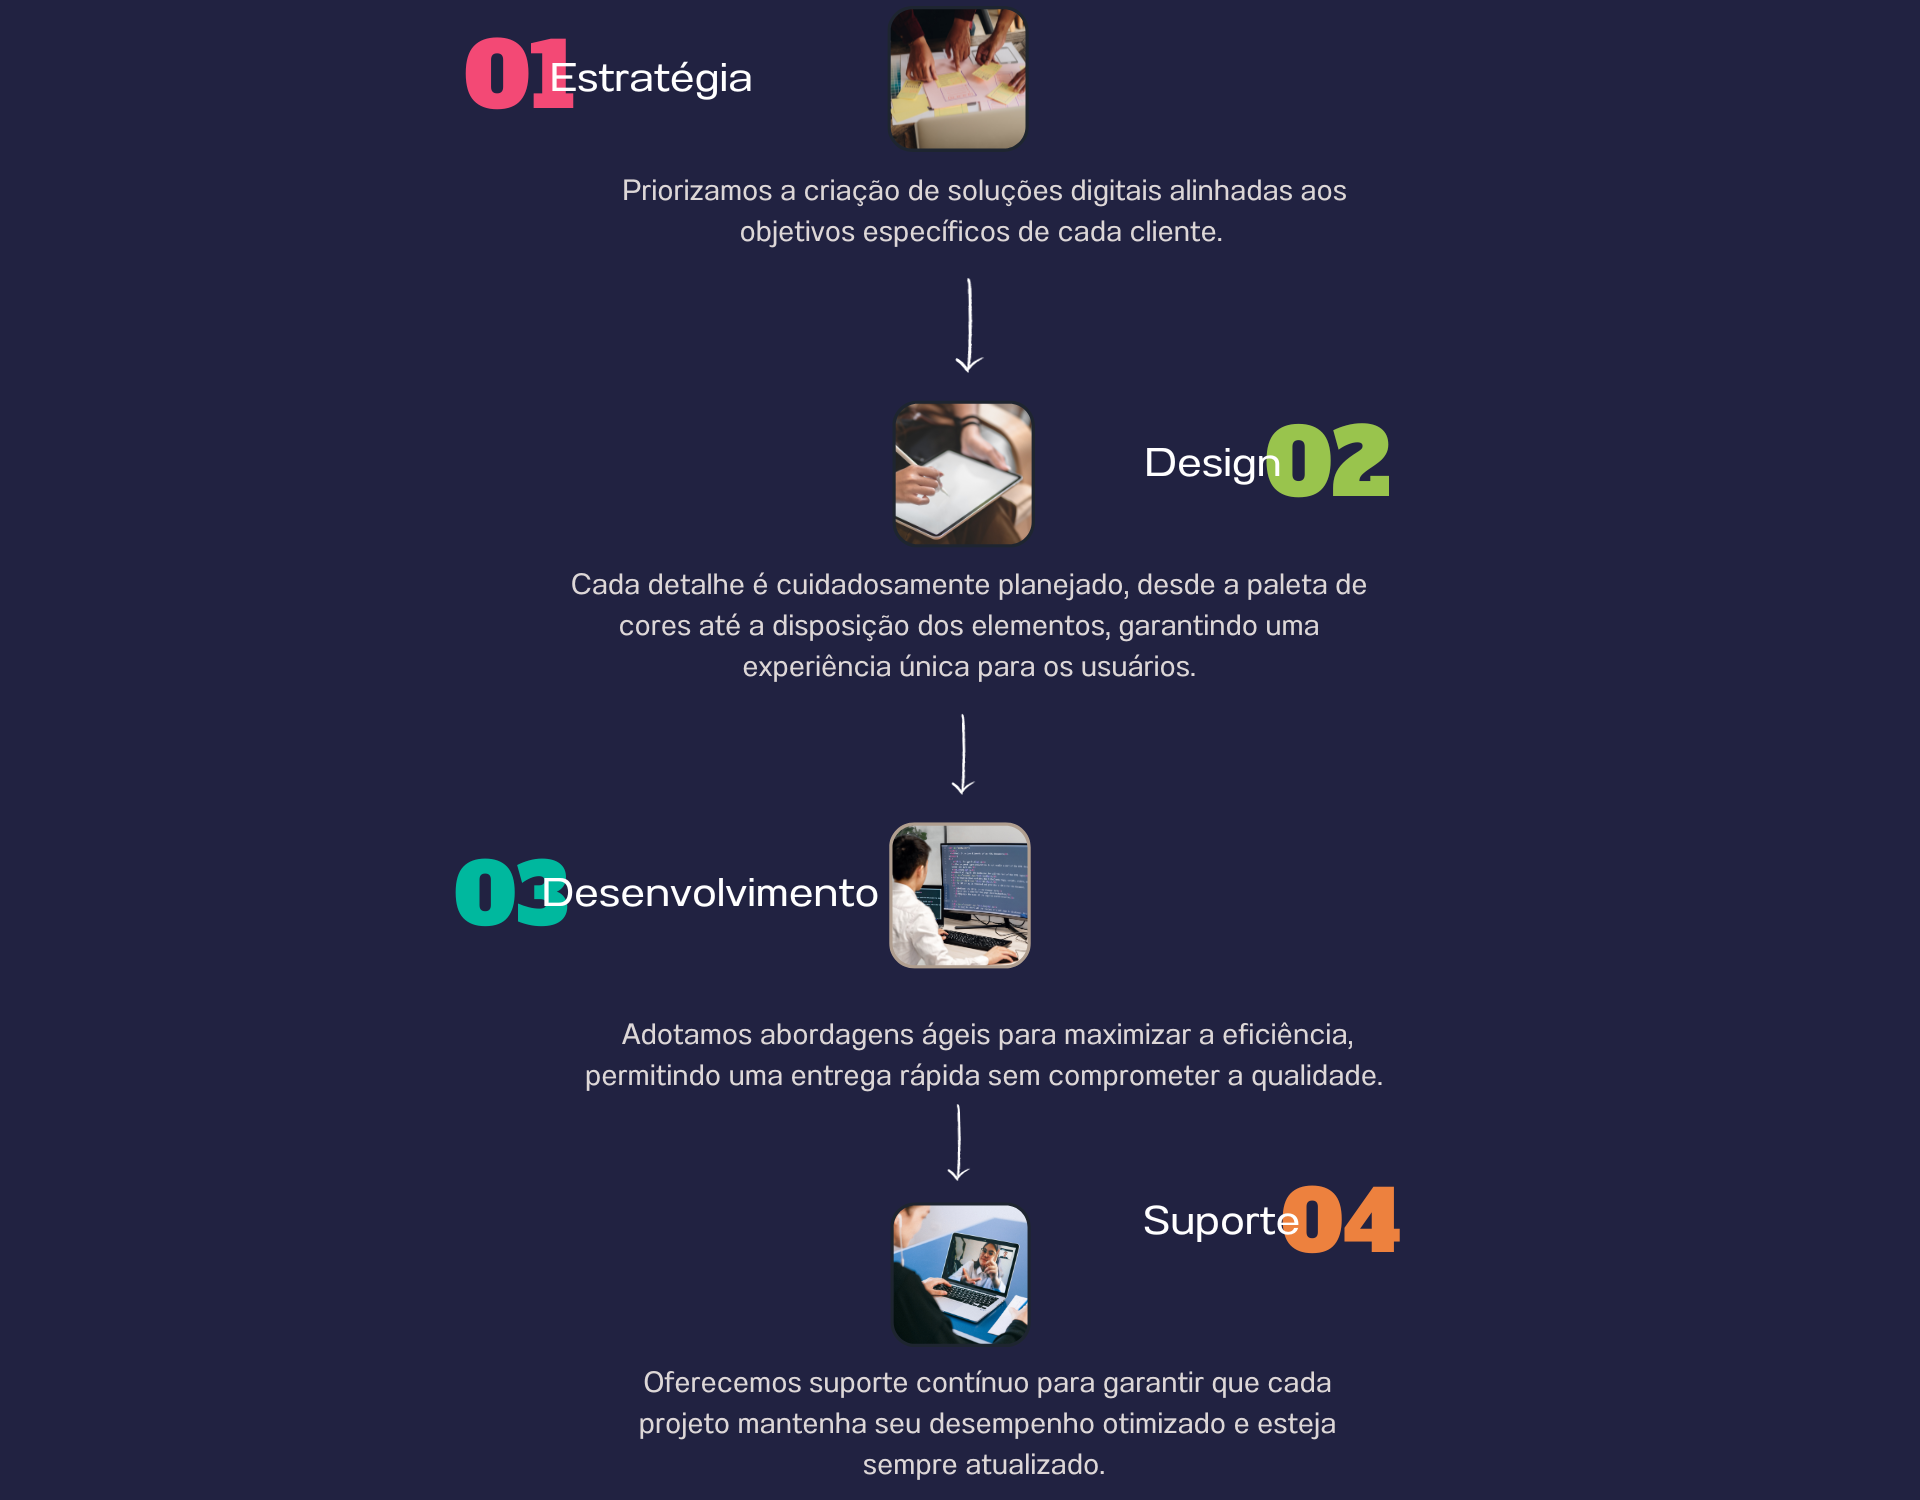 01 Estratégia
Priorizamos a criação de soluções digitais alinhadas aos
objetivos específicos de cada cliente.
Design 02
Cada detalhe é cuidadosamente planejado, desde a paleta de
cores até a disposição dos elementos, garantindo uma
experiência única para os usuários.
03 Desenvolvimento
Adotamos abordagens ágeis para maximizar a eficiência,
permitindo uma entrega rápida sem comprometer a qualidade.
Suporte 04
Oferecemos suporte contínuo para garantir que cada
projeto mantenha seu desempenho otimizado e esteja
sempre atualizado.